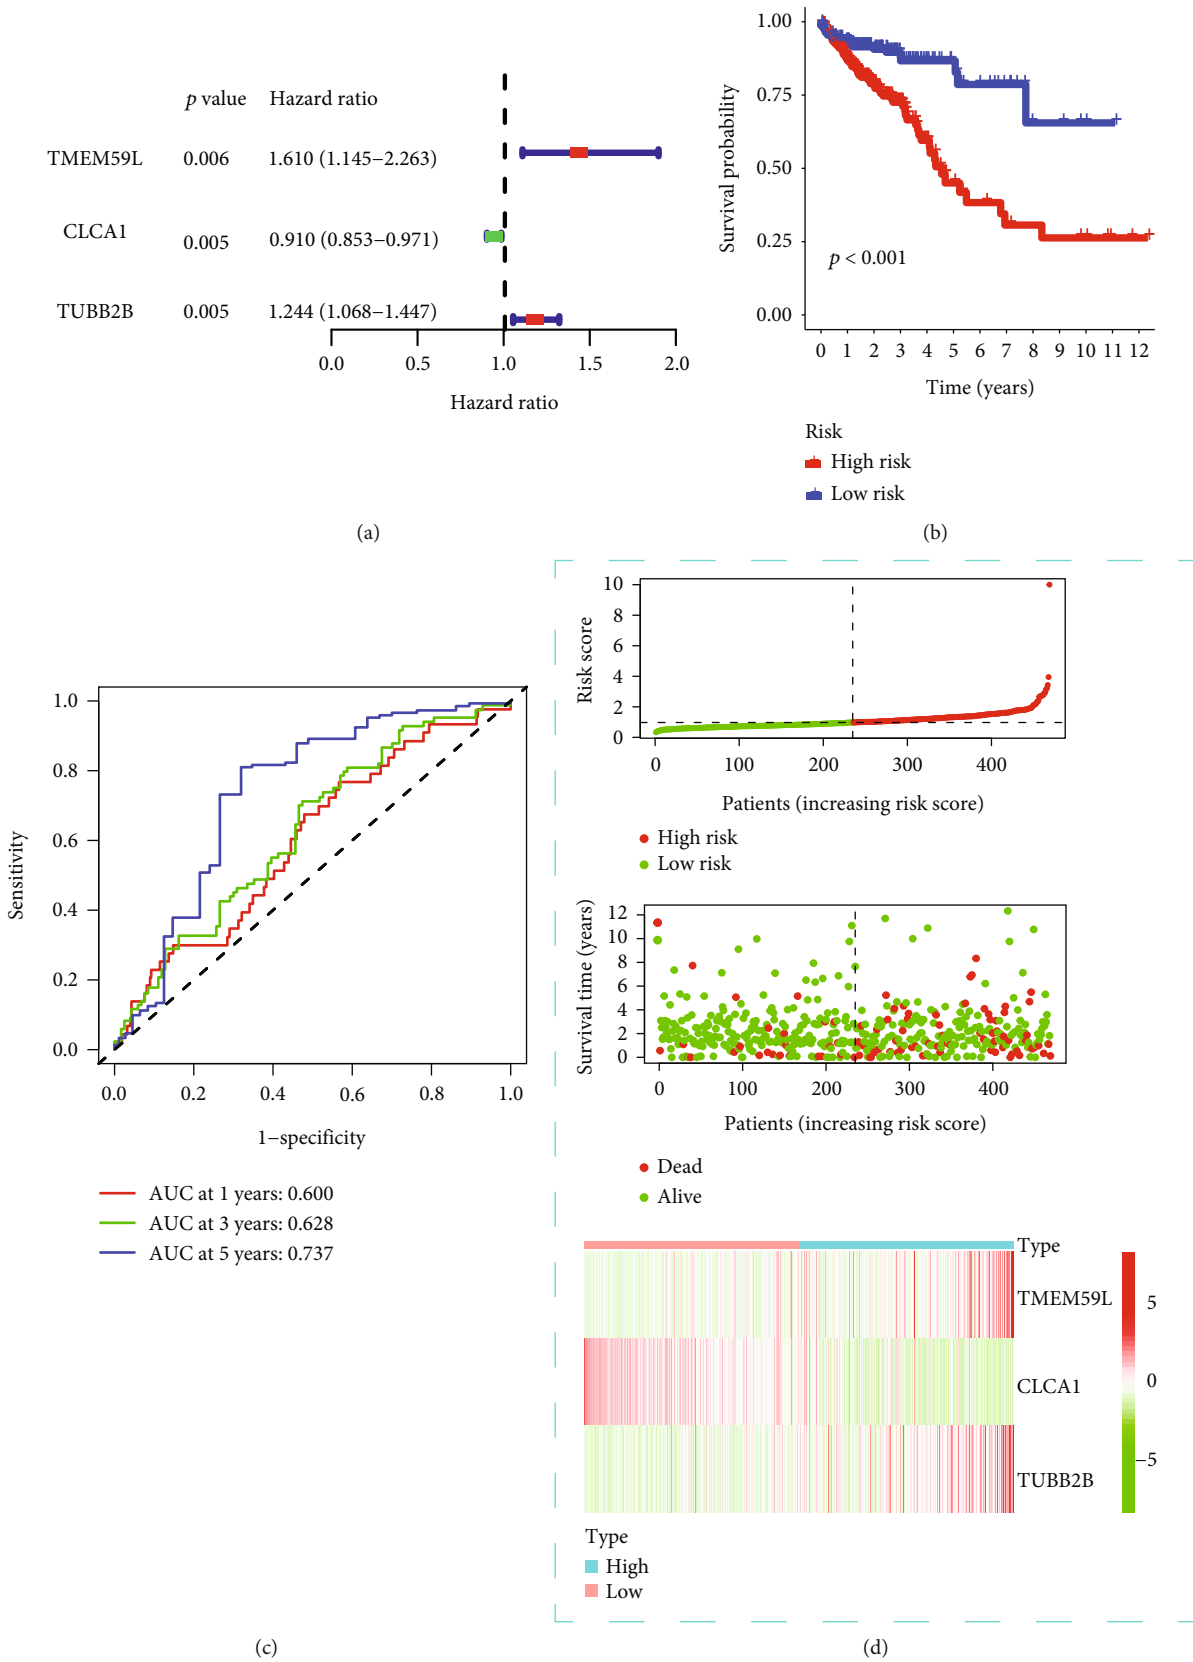 p value Hazard ratio
TMEM59L 0.006 1.610 (1.145−2.263)
CLCA1 0.005 0.910 (0.853−0.971)
TUBB2B 0.005 1.244 (1.068−1.447)
0.0 0.5 1.0 1.5 2.0
Hazard ratio
(a)
Survival probability
1.00
0.75
0.50
0.25
0.00
p < 0.001
0 1 2 3 4 5 6 7 8 9 10 11 12
Time (years)
Risk
High risk
Low risk
(b)
Sensitivity
1.0
0.8
0.6
0.4
0.2
0.0
0.0 0.2 0.4 0.6 0.8 1.0
1−specificity
AUC at 1 years: 0.600
AUC at 3 years: 0.628
AUC at 5 years: 0.737
(c)
Risk score
10
8
6
4
2
0
0 100 200 300 400
Patients (increasing risk score)
High risk
Low risk
Survival time (years)
12
10
8
6
4
2
0
0 100 200 300 400
Patients (increasing risk score)
Dead
Alive
Type
TMEM59L
CLCA1
TUBB2B
5
0
−5
Type
High
Low
(d)